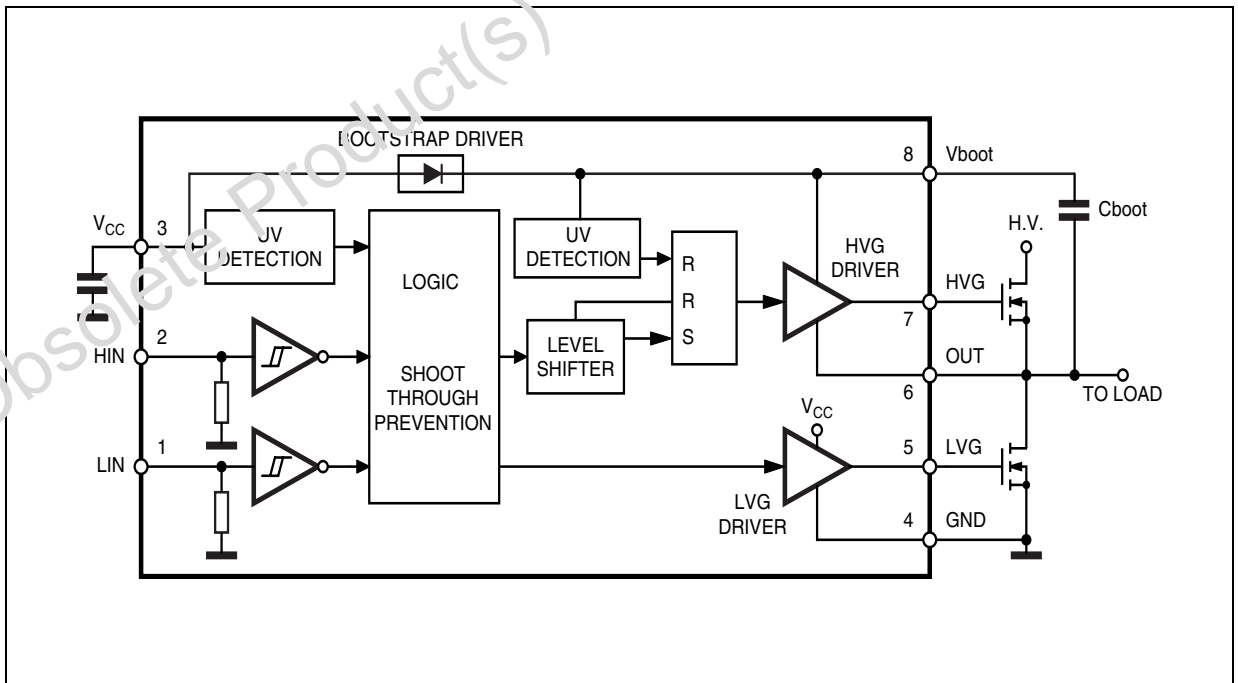 Obsolete Product(s)
BOOTSTRAP DRIVER
8
Vboot
VCC
3
UV
DETECTION
UV
DETECTION
LOGIC
SHOOT
THROUGH
PREVENTION
LEVEL
SHIFTER
R
R
S
HVG
DRIVER
H.V.
Cboot
HVG
7
2
HIN
OUT
6
TO LOAD
VCC
1
LIN
5
LVG
LVG
DRIVER
4
GND